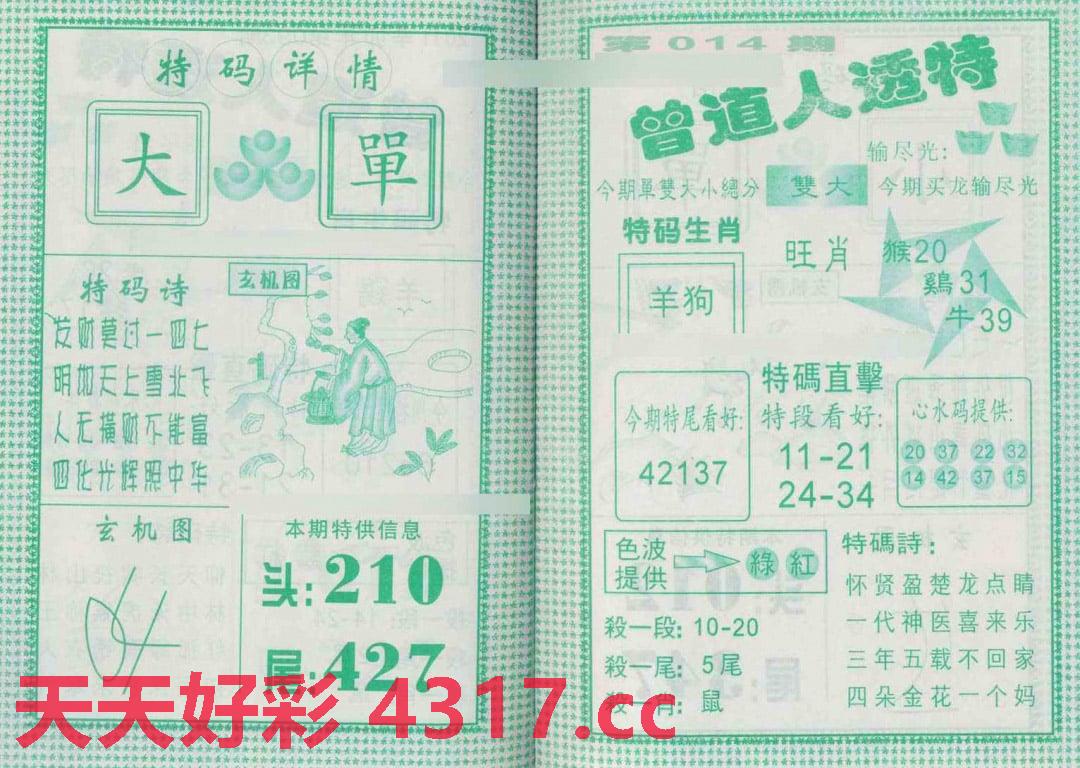 特码详情
大 單
特码诗
发财莫过一四七
明如天上雪北飞
人无横财不能富
四化光辉照中华
玄机图
玄机图
本期特供信息
头:210
尾:427
第014期
曾道人透特
输尽光:
今期單雙大小總分 雙大 今期买龙输尽光
特码生肖
羊狗
旺肖
猴20
鷄31
牛39
今期特尾看好:
42137
特碼直擊
特段看好:
11-21
24-34
心水码提供:
20 37 22 32
14 42 37 15
色波提供
綠 紅
殺一段: 10-20
殺一尾: 5尾
殺一肖: 鼠
特碼詩:
怀贤盈楚龙点睛
一代神医喜来乐
三年五载不回家
四朵金花一个妈
天天好彩 4317.cc